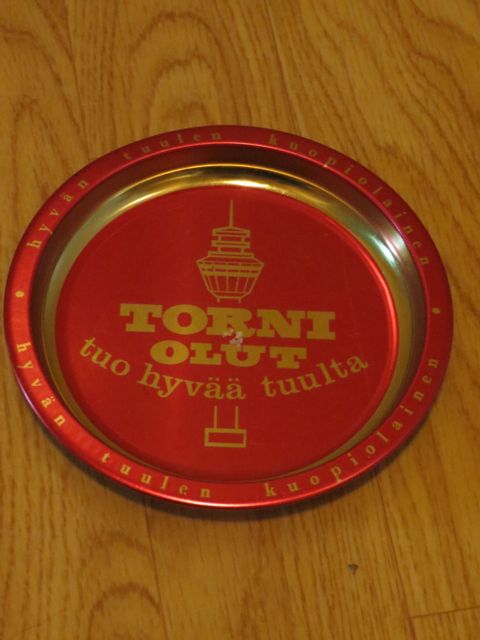 hyvän tuulen kuopiolainen
TORNI
OLUT
tuo hyvää tuulta
hyvän tuulen kuopiolainen